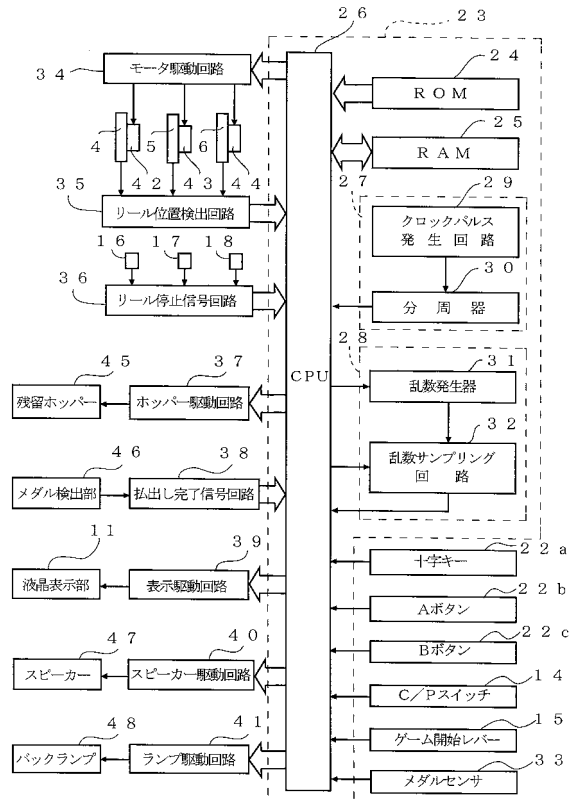 ２６
２３
３４
モータ駆動回路
２４
ＲＯＭ
２５
ＲＡＭ
４
５
６
４２
４３
４４
３５
リール位置検出回路
２７
２９
クロックパルス
発生回路
３０
分周器
１６
１７
１８
３６
リール停止信号回路
２８
ＣＰＵ
３１
乱数発生器
３２
乱数サンプリング
回路
４５
残留ホッパー
３７
ホッパー駆動回路
４６
メダル検出部
３８
払出し完了信号回路
１１
液晶表示部
３９
表示駆動回路
２２ａ
十字キー
２２ｂ
Ａボタン
２２ｃ
Ｂボタン
４７
スピーカー
４０
スピーカー駆動回路
１４
Ｃ／Ｐスイッチ
１５
ゲーム開始レバー
４８
バックランプ
４１
ランプ駆動回路
３３
メダルセンサ